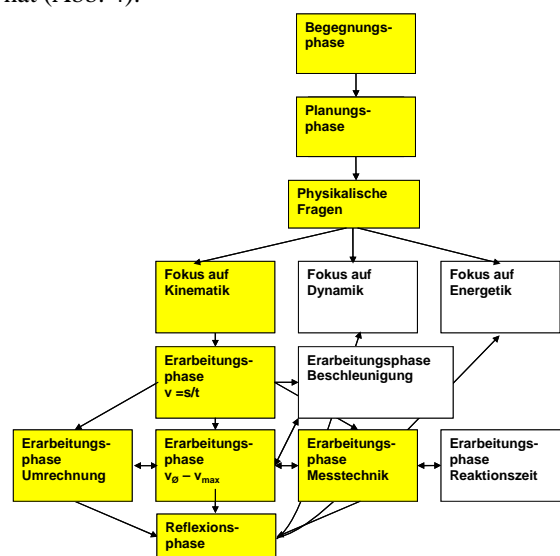 hat (Abb. 4).
Begegnungs-
phase
Planungs-
phase
Physikalische
Fragen
Fokus auf
Kinematik
Fokus auf
Dynamik
Fokus auf
Energetik
Erarbeitungs-
phase
v =s/t
Erarbeitungsphase
Beschleunigung
Erarbeitungs-
phase
Umrechnung
Erarbeitungs-
phase
vø – vmax
Erarbeitungs-
phase
Messtechnik
Erarbeitungs-
phase
Reaktionszeit
Reflexions-
phase